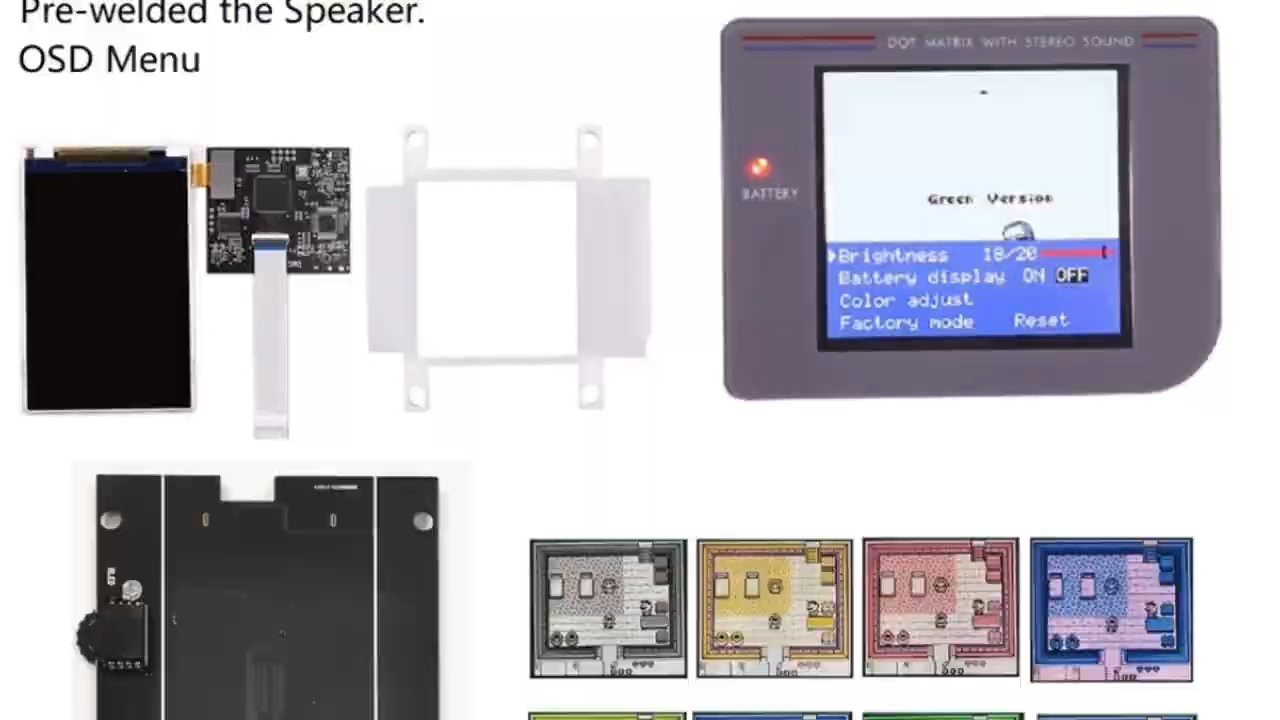 Pre-welded the Speaker.
OSD Menu
DOT MATRIX WITH STEREO SOUND
BATTERY
Green Version
Brightness 18/20
Battery display ON OFF
Color adjust
Factory mode Reset